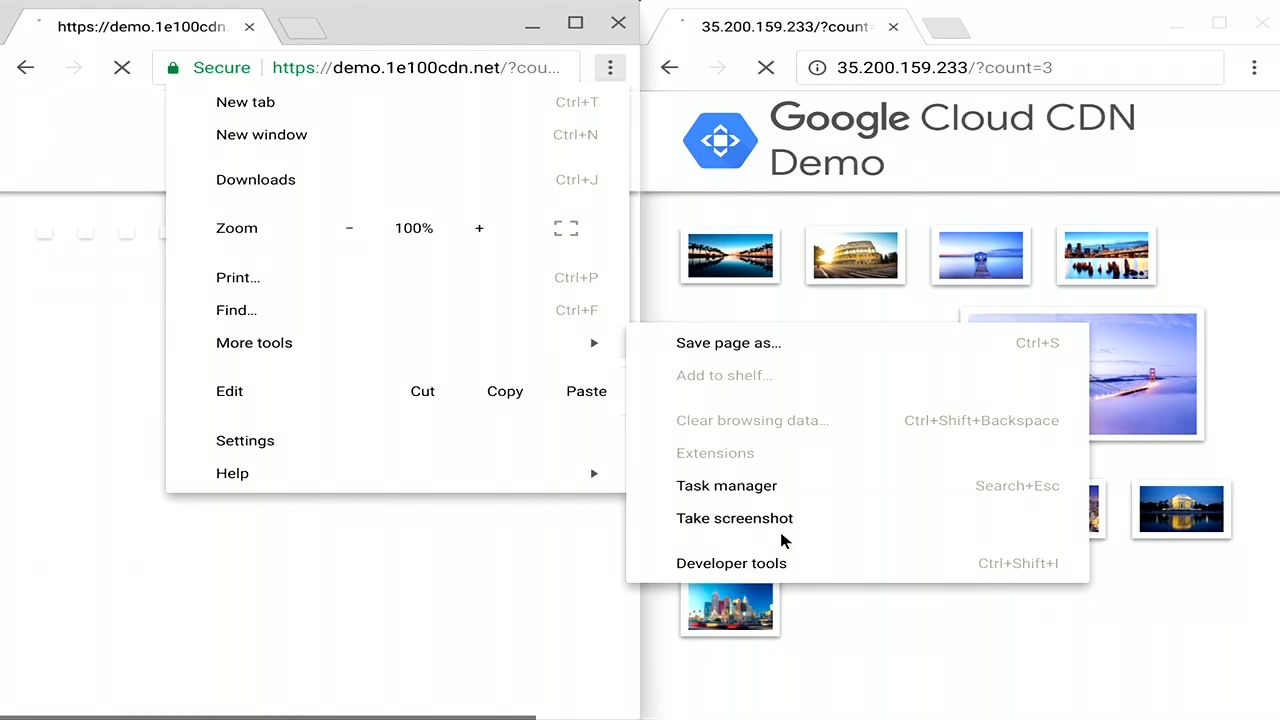 https://demo.1e100cdn.
Secure https://demo.1e100cdn.net/?cou...
New tab Ctrl+T
New window Ctrl+N
Downloads Ctrl+J
Zoom - 100% +
Print... Ctrl+P
Find... Ctrl+F
More tools
Edit Cut Copy Paste
Settings
Help
35.200.159.233/?count=
35.200.159.233/?count=3
Google Cloud CDN
Demo
Save page as... Ctrl+S
Add to shelf...
Clear browsing data... Ctrl+Shift+Backspace
Extensions
Task manager Search+Esc
Take screenshot
Developer tools Ctrl+Shift+I